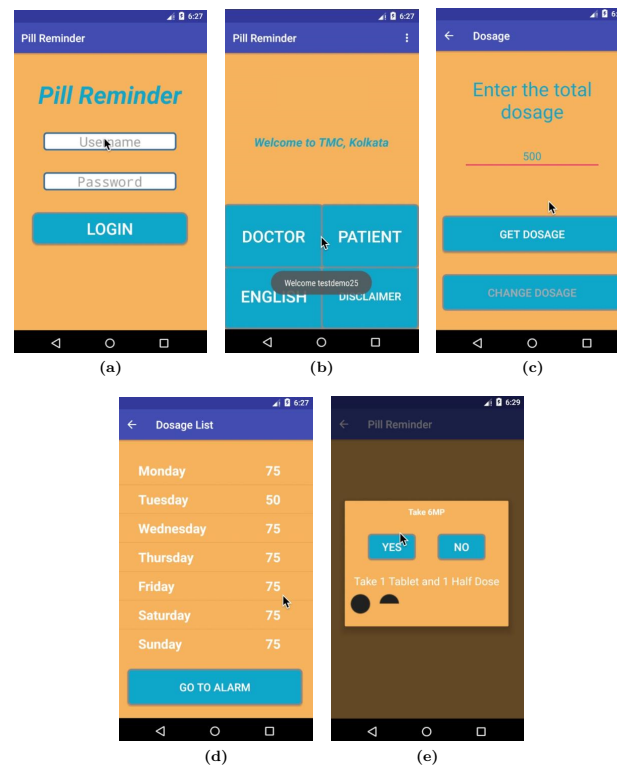 6:27
Pill Reminder
Pill Reminder
Username
Password
LOGIN
(a)
6:27
Pill Reminder
Welcome to TMC, Kolkata
DOCTOR PATIENT
ENGLISH DISCLAIMER
Welcome testdemo25
(b)
Dosage
Enter the total
dosage
500
GET DOSAGE
CHANGE DOSAGE
(c)
6:27
Dosage List
Monday 75
Tuesday 50
Wednesday 75
Thursday 75
Friday 75
Saturday 75
Sunday 75
GO TO ALARM
(d)
6:29
Pill Reminder
Take 6MP
YES NO
Take 1 Tablet and 1 Half Dose
(e)